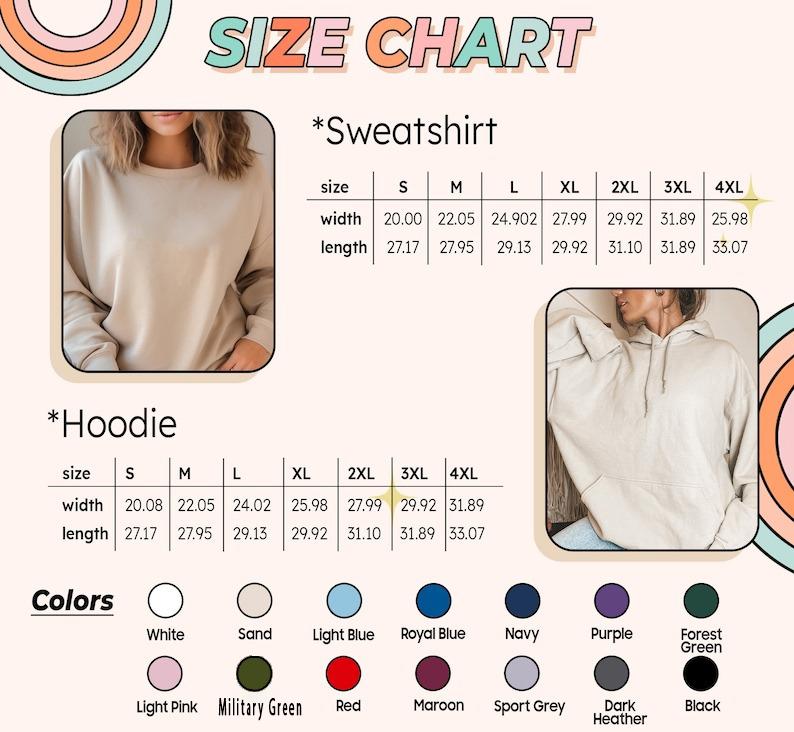 SIZE CHART
*Sweatshirt
size S M L XL 2XL 3XL 4XL
width 20.00 22.05 24.902 27.99 29.92 31.89 25.98
length 27.17 27.95 29.13 29.92 31.10 31.89 33.07
*Hoodie
size S M L XL 2XL 3XL 4XL
width 20.08 22.05 24.02 25.98 27.99 29.92 31.89
length 27.17 27.95 29.13 29.92 31.10 31.89 33.07
Colors
White Sand Light Blue Royal Blue Navy Purple Forest
Green
Light Pink Military Green Red Maroon Sport Grey Dark
Heather Black